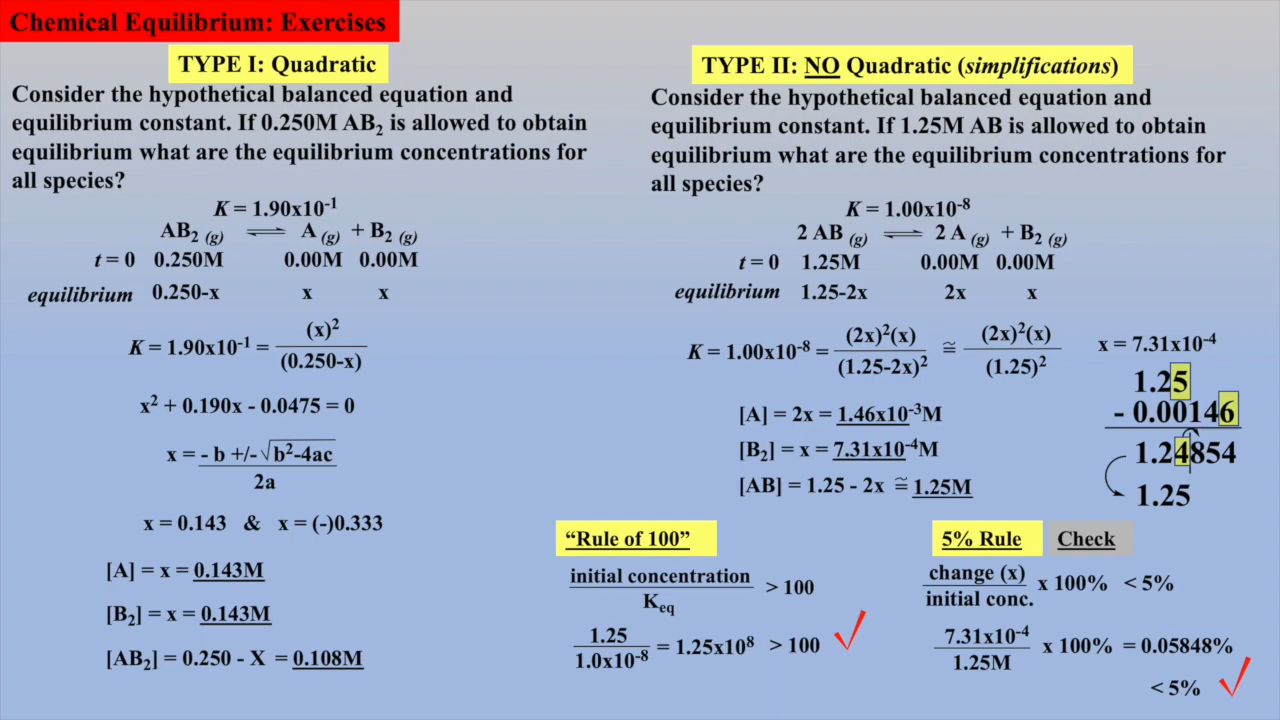 Chemical Equilibrium: Exercises
TYPE I: Quadratic
Consider the hypothetical balanced equation and
equilibrium constant. If 0.250M AB₂ is allowed to obtain
equilibrium what are the equilibrium concentrations for
all species?
K = 1.90x10⁻¹
AB₂ (g) ⇌ A (g) + B₂ (g)
t = 0 0.250M 0.00M 0.00M
equilibrium 0.250-x x x
K = 1.90x10⁻¹ = (x)² / (0.250-x)
x² + 0.190x - 0.0475 = 0
x = - b +/- √b²-4ac / 2a
x = 0.143 & x = (-)0.333
[A] = x = 0.143M
[B₂] = x = 0.143M
[AB₂] = 0.250 - X = 0.108M
TYPE II: NO Quadratic (simplifications)
Consider the hypothetical balanced equation and
equilibrium constant. If 1.25M AB is allowed to obtain
equilibrium what are the equilibrium concentrations for
all species?
K = 1.00x10⁻⁸
2 AB (g) ⇌ 2 A (g) + B₂ (g)
t = 0 1.25M 0.00M 0.00M
equilibrium 1.25-2x 2x x
K = 1.00x10⁻⁸ = (2x)²(x) / (1.25-2x)² ≅ (2x)²(x) / (1.25)²
x = 7.31x10⁻⁴
1.25
- 0.00146
1.24854
1.25
[A] = 2x = 1.46x10⁻³M
[B₂] = x = 7.31x10⁻⁴M
[AB] = 1.25 - 2x ≅ 1.25M
“Rule of 100”
initial concentration / Keq > 100
1.25 / 1.0x10⁻⁸ = 1.25x10⁸ > 100 ✓
5% Rule Check
change (x) / initial conc. x 100% < 5%
7.31x10⁻⁴ / 1.25M x 100% = 0.05848%
< 5% ✓